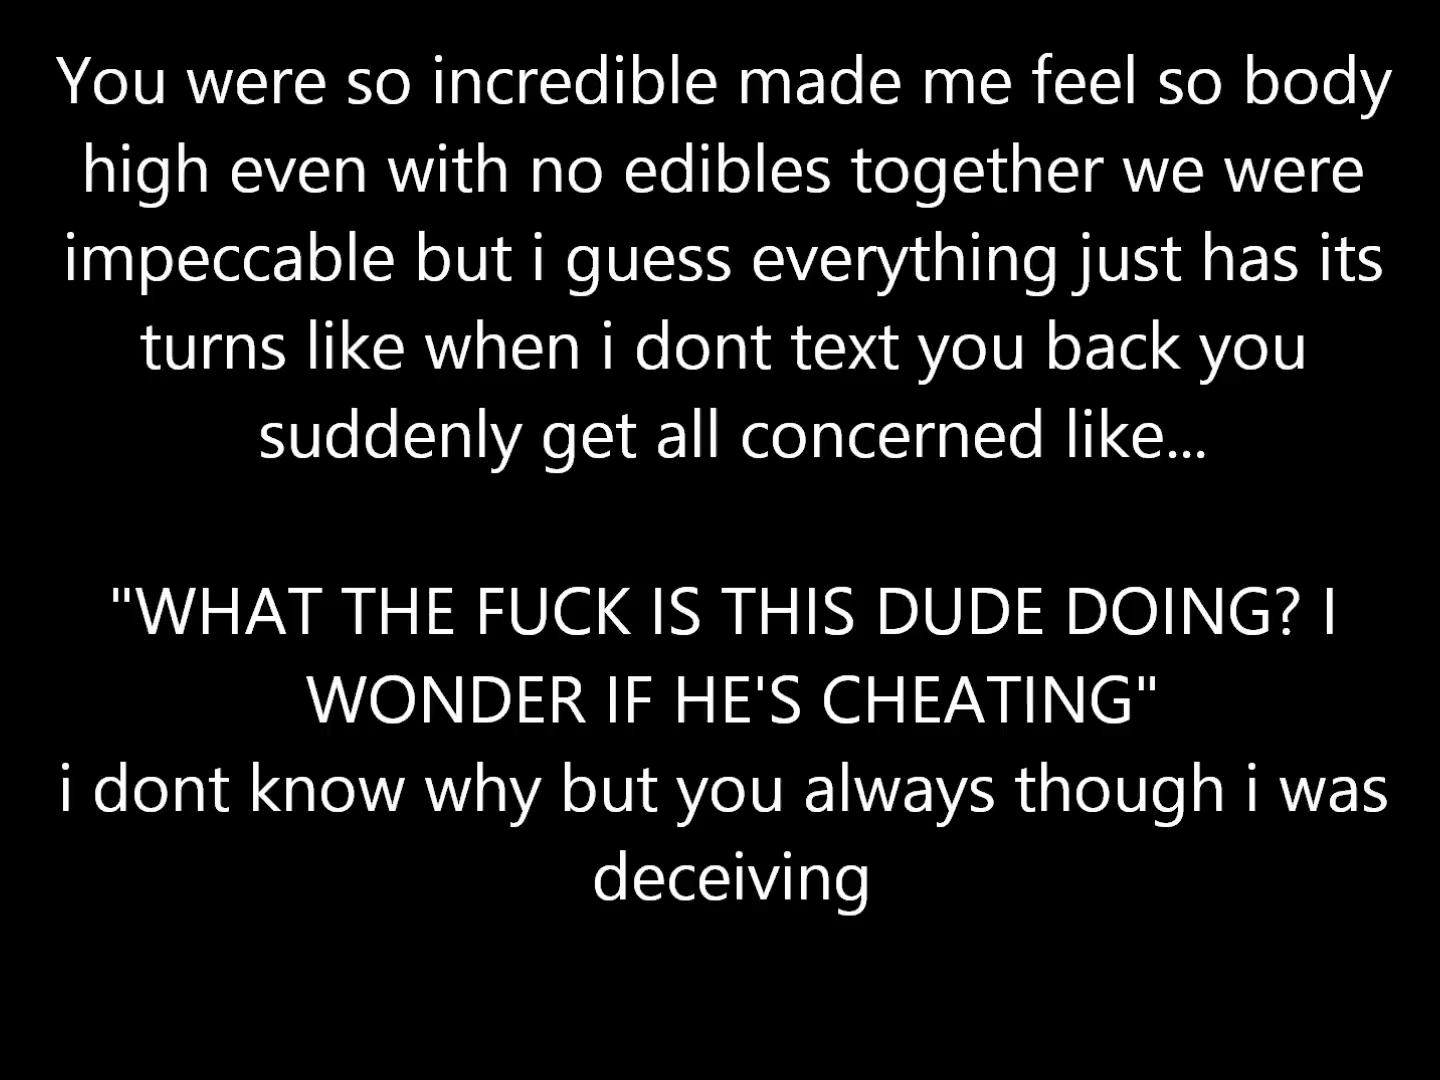 You were so incredible made me feel so body
high even with no edibles together we were
impeccable but i guess everything just has its
turns like when i dont text you back you
suddenly get all concerned like...
"WHAT THE FUCK IS THIS DUDE DOING? I
WONDER IF HE'S CHEATING"
i dont know why but you always though i was
deceiving